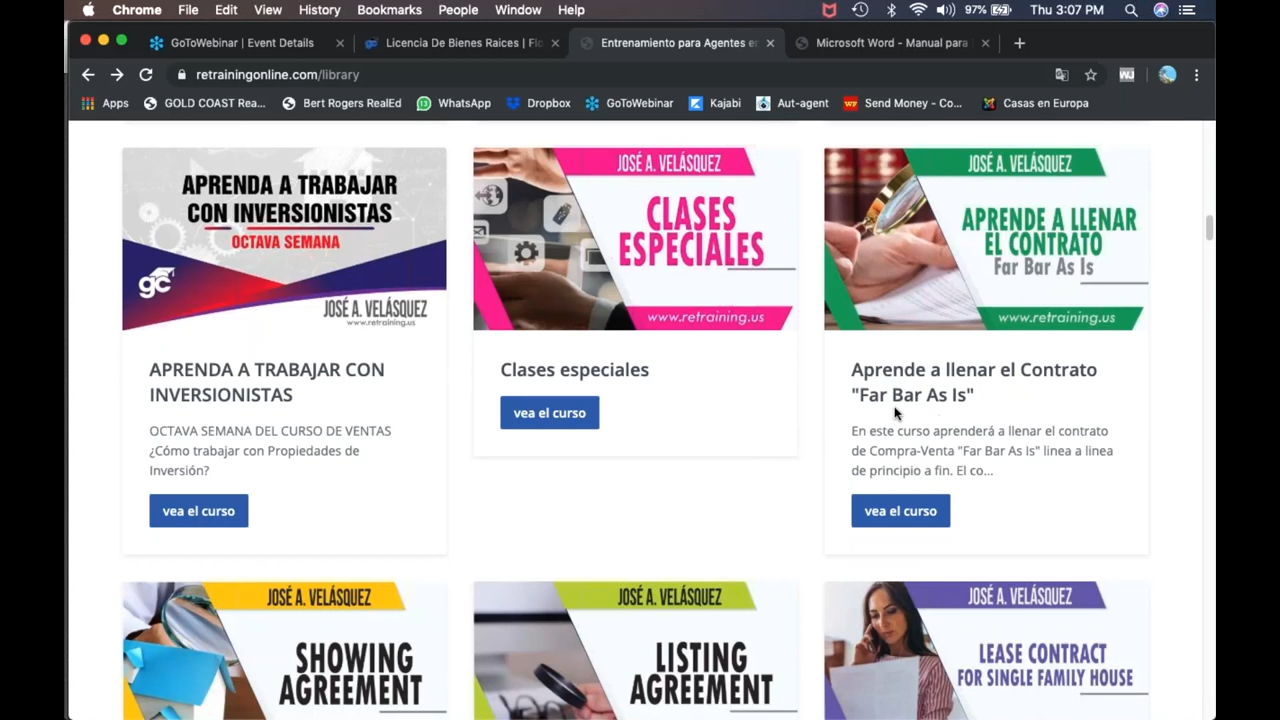 Chrome File Edit View History Bookmarks People Window Help 97% Thu 3:07 PM
GoToWebinar | Event Details
Licencia De Bienes Raices | Flo
Entrenamiento para Agentes en
Microsoft Word - Manual para
retrainingonline.com/library
Apps GOLD COAST Rea... Bert Rogers RealEd WhatsApp Dropbox GoToWebinar Kajabi Aut-agent Send Money - Co... Casas en Europa
APRENDA A TRABAJAR
CON INVERSIONISTAS
OCTAVA SEMANA
gc
JOSÉ A. VELÁSQUEZ
www.retraining.us
APRENDA A TRABAJAR CON
INVERSIONISTAS
OCTAVA SEMANA DEL CURSO DE VENTAS
¿Cómo trabajar con Propiedades de
Inversión?
vea el curso
JOSÉ A. VELÁSQUEZ
CLASES
ESPECIALES
www.retraining.us
Clases especiales
vea el curso
JOSÉ A. VELÁSQUEZ
APRENDE A LLENAR
EL CONTRATO
Far Bar As Is
www.retraining.us
Aprende a llenar el Contrato
"Far Bar As Is"
En este curso aprenderá a llenar el contrato
de Compra-Venta "Far Bar As Is" linea a linea
de principio a fin. El co...
vea el curso
JOSÉ A. VELÁSQUEZ
SHOWING
AGREEMENT
JOSÉ A. VELÁSQUEZ
LISTING
AGREEMENT
JOSÉ A. VELÁSQUEZ
LEASE CONTRACT
FOR SINGLE FAMILY HOUSE